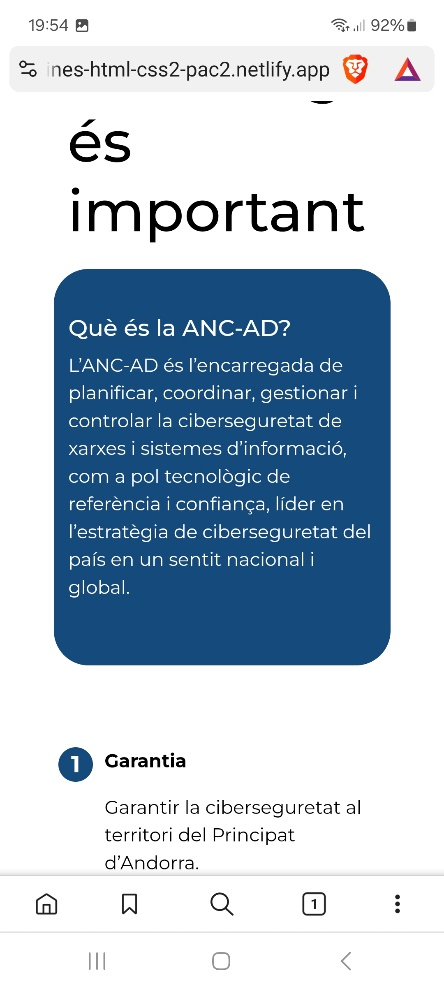 19:54
92%
ines-html-css2-pac2.netlify.app
és
important
Què és la ANC-AD?
L'ANC-AD és l'encarregada de
planificar, coordinar, gestionar i
controlar la ciberseguretat de
xarxes i sistemes d'informació,
com a pol tecnològic de
referència i confiança, líder en
l'estratègia de ciberseguretat del
país en un sentit nacional i
global.
1
Garantia
Garantir la ciberseguretat al
territori del Principat
d'Andorra.
1